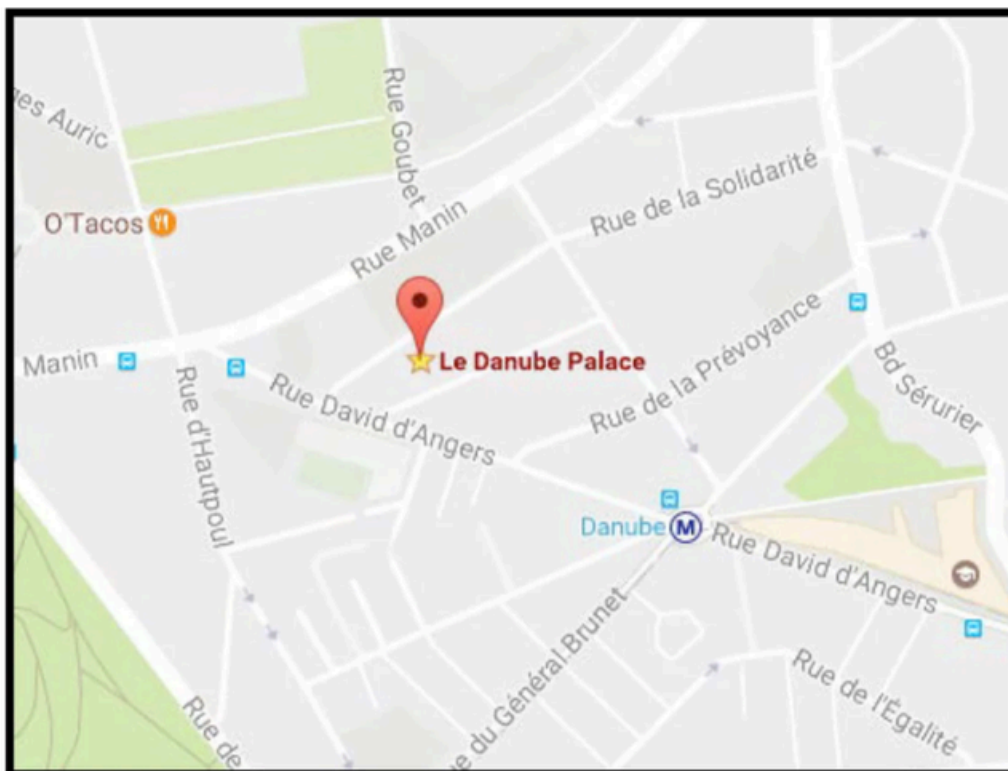 Rue Goubet
ges Auric
Rue de la Solidarité
O'Tacos
Rue Manin
Manin
Le Danube Palace
Rue de la Prévoyance
Bd Sérurier
Rue d'Hautpoul
Rue David d'Angers
Danube M
Rue David d'Angers
e du Général Brunet
Rue de l'Égalité
Rue de